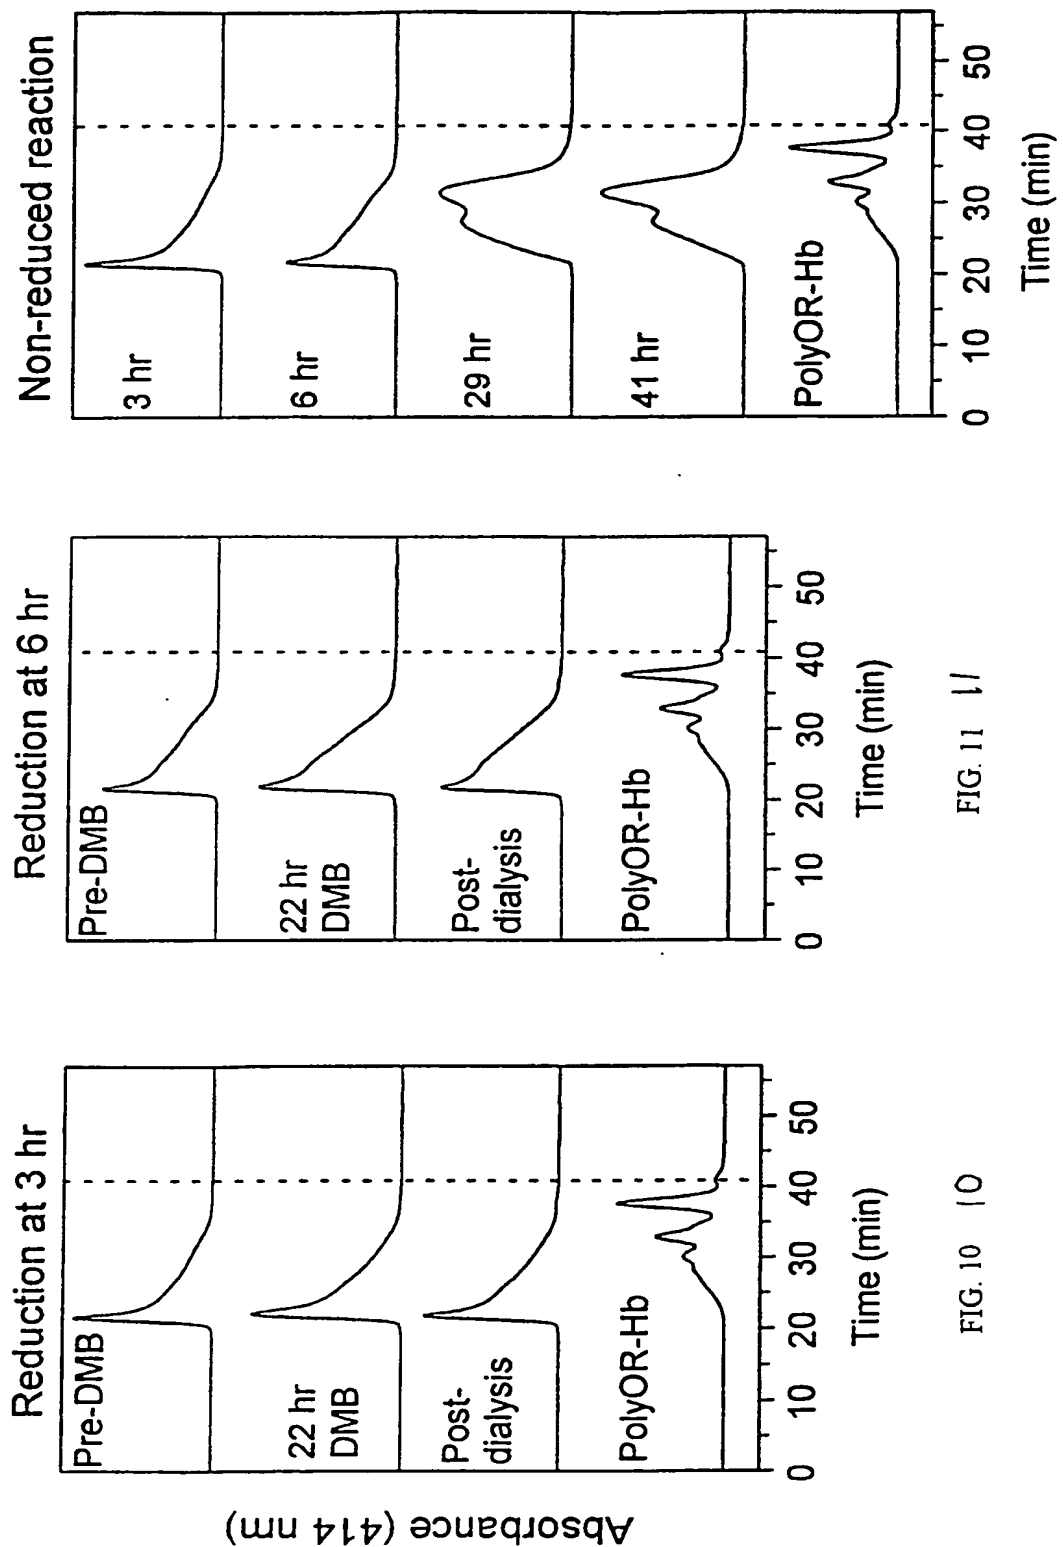 Absorbance (414 nm)
Reduction at 3 hr
Pre-DMB
22 hr
DMB
Post-
dialysis
PolyOR-Hb
0 10 20 30 40 50
Time (min)
FIG. 10 10
Reduction at 6 hr
Pre-DMB
22 hr
DMB
Post-
dialysis
PolyOR-Hb
0 10 20 30 40 50
Time (min)
FIG. 11 11
Non-reduced reaction
3 hr
6 hr
29 hr
41 hr
PolyOR-Hb
0 10 20 30 40 50
Time (min)